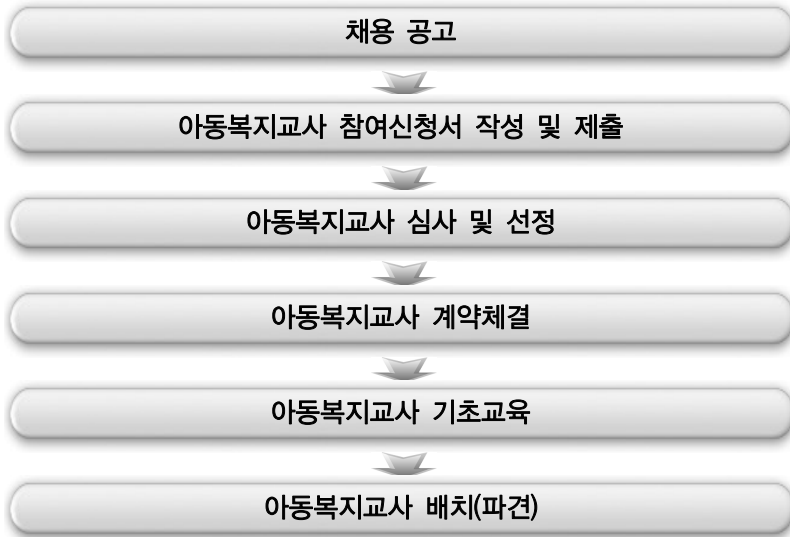 채용 공고
아동복지교사 참여신청서 작성 및 제출
아동복지교사 심사 및 선정
아동복지교사 계약체결
아동복지교사 기초교육
아동복지교사 배치(파견)